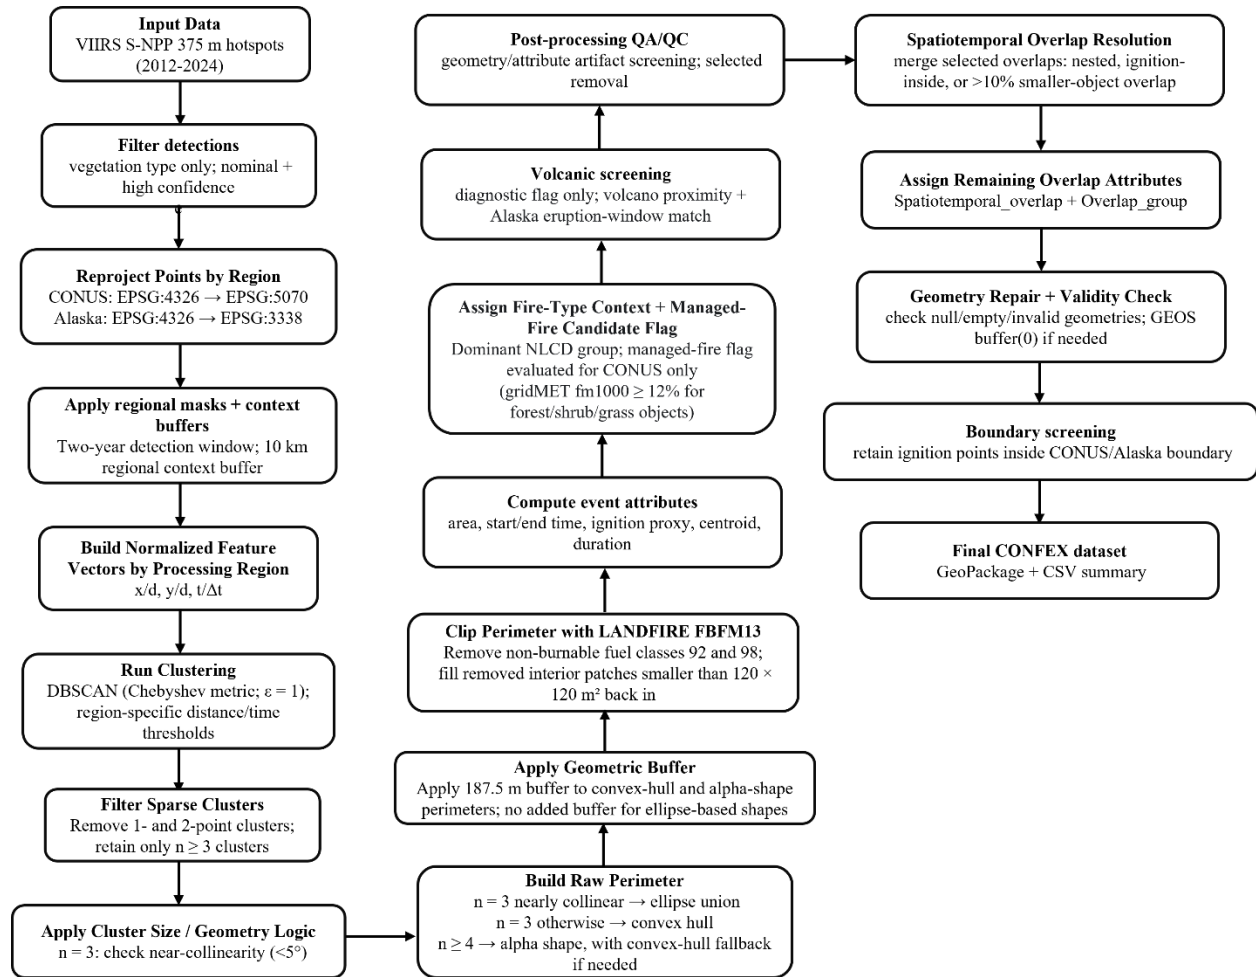 Input Data
VIIRS S-NPP 375 m hotspots
(2012-2024)
Filter detections
vegetation type only; nominal +
high confidence
Reproject Points by Region
CONUS: EPSG:4326 → EPSG:5070
Alaska: EPSG:4326 → EPSG:3338
Apply regional masks + context
buffers
Two-year detection window; 10 km
regional context buffer
Build Normalized Feature
Vectors by Processing Region
x/d, y/d, t/Δt
Run Clustering
DBSCAN (Chebyshev metric; ε = 1);
region-specific distance/time
thresholds
Filter Sparse Clusters
Remove 1- and 2-point clusters;
retain only n ≥ 3 clusters
Apply Cluster Size / Geometry Logic
n = 3: check near-collinearity (<5°)
Build Raw Perimeter
n = 3 nearly collinear → ellipse union
n = 3 otherwise → convex hull
n ≥ 4 → alpha shape, with convex-hull fallback
if needed
Apply Geometric Buffer
Apply 187.5 m buffer to convex-hull and alpha-shape
perimeters; no added buffer for ellipse-based shapes
Clip Perimeter with LANDFIRE FBFM13
Remove non-burnable fuel classes 92 and 98;
fill removed interior patches smaller than 120 ×
120 m² back in
Compute event attributes
area, start/end time, ignition proxy, centroid,
duration
Assign Fire-Type Context + Managed-
Fire Candidate Flag
Dominant NLCD group; managed-fire flag
evaluated for CONUS only
(gridMET fm1000 ≥ 12% for
forest/shrub/grass objects)
Volcanic screening
diagnostic flag only; volcano proximity +
Alaska eruption-window match
Post-processing QA/QC
geometry/attribute artifact screening; selected
removal
Spatiotemporal Overlap Resolution
merge selected overlaps: nested, ignition-
inside, or >10% smaller-object overlap
Assign Remaining Overlap Attributes
Spatiotemporal_overlap + Overlap_group
Geometry Repair + Validity Check
check null/empty/invalid geometries; GEOS
buffer(0) if needed
Boundary screening
retain ignition points inside CONUS/Alaska boundary
Final CONFEX dataset
GeoPackage + CSV summary